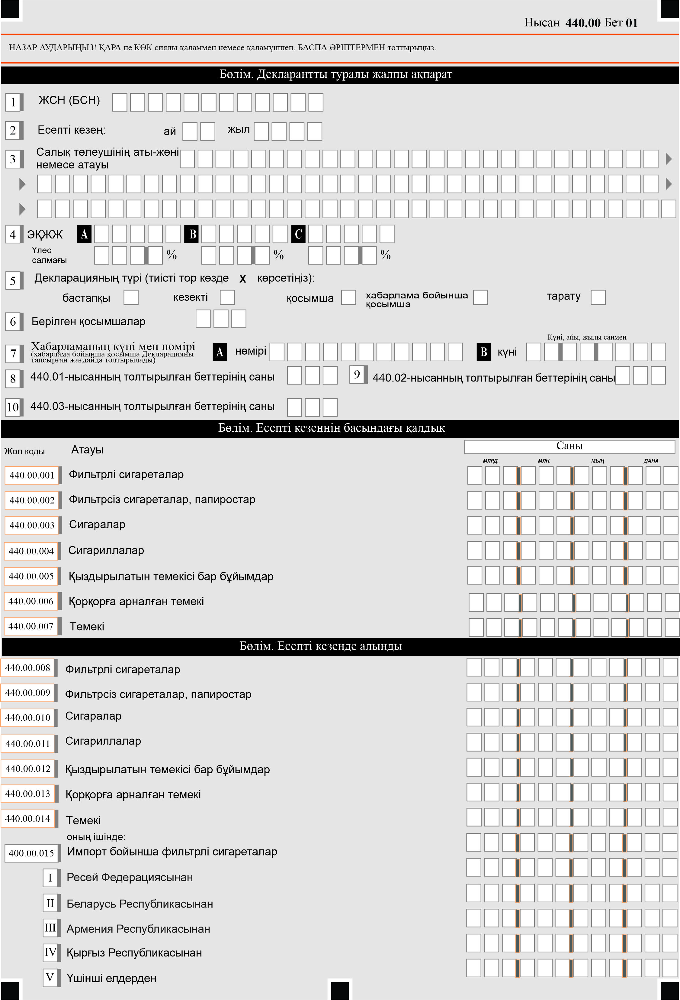 Нысан 440.00 Бет 01
НАЗАР АУДАРЫҢЫЗ! ҚАРА не КӨК сиялы қаламмен немесе қаламұшпен, БАСПА ӘРІПТЕРМЕН толтырыңыз.
Бөлім. Декларантты туралы жалпы ақпарат
1 ЖСН (БСН)
2 Есепті кезең: ай жыл
3 Салық төлеушінің аты-жөні
немесе атауы
4 ЭҚЖЖ A B C
Үлес
салмағы % % %
5 Декларацияның түрі (тиісті тор көзде X көрсетіңіз):
бастапқы кезекті қосымша хабарлама бойынша
қосымша тарату
6 Берілген қосымшалар
Күні, айы, жылы санмен
7 Хабарламаның күні мен нөмірі A нөмірі B күні
(хабарлама бойынша қосымша Декларацияны
тапсырған жағдайда толтырылады)
8 440.01-нысанның толтырылған беттерінің саны 9 440.02-нысанның толтырылған беттерінің саны
10 440.03-нысанның толтырылған беттерінің саны
Бөлім. Есепті кезеңнің басындағы қалдық
Жол коды Атауы Саны
МЛРД. МЛН. МЫҢ ДАНА
440.00.001 Фильтрлі сигареталар
440.00.002 Фильтрсіз сигареталар, папиростар
440.00.003 Сигаралар
440.00.004 Сигариллалар
440.00.005 Қыздырылатын темекісі бар бұйымдар
440.00.006 Қорқорға арналған темекі
440.00.007 Темекі
Бөлім. Есепті кезеңде алынды
440.00.008 Фильтрлі сигареталар
440.00.009 Фильтрсіз сигареталар, папиростар
440.00.010 Сигаралар
440.00.011 Сигариллалар
440.00.012 Қыздырылатын темекісі бар бұйымдар
440.00.013 Қорқорға арналған темекі
440.00.014 Темекі
оның ішінде:
400.00.015 Импорт бойынша фильтрлі сигареталар
I Ресей Федерациясынан
II Беларусь Республикасынан
III Армения Республикасынан
IV Қырғыз Республикасынан
V Үшінші елдерден